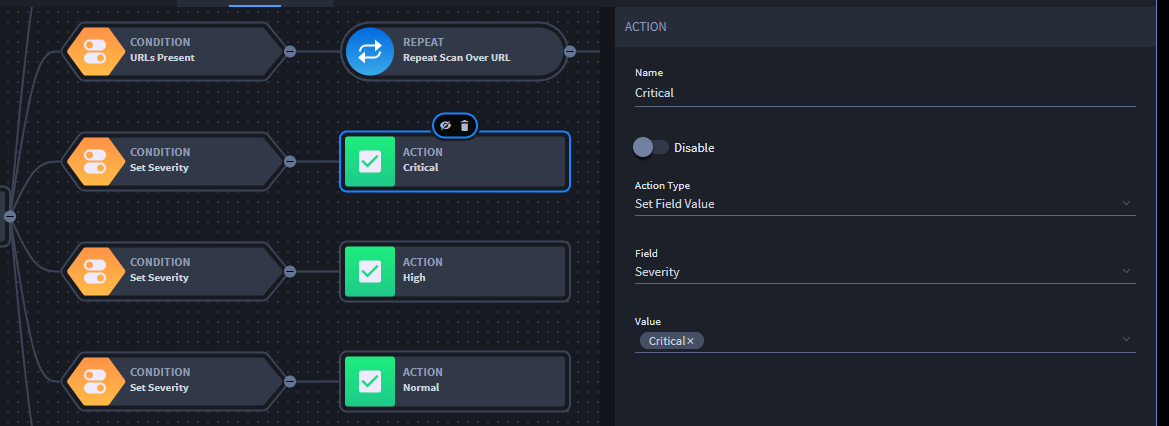 CONDITION
URLs Present
REPEAT
Repeat Scan Over URL
CONDITION
Set Severity
ACTION
Critical
CONDITION
Set Severity
ACTION
High
CONDITION
Set Severity
ACTION
Normal
ACTION
Name
Critical
Disable
Action Type
Set Field Value
Field
Severity
Value
Critical ×